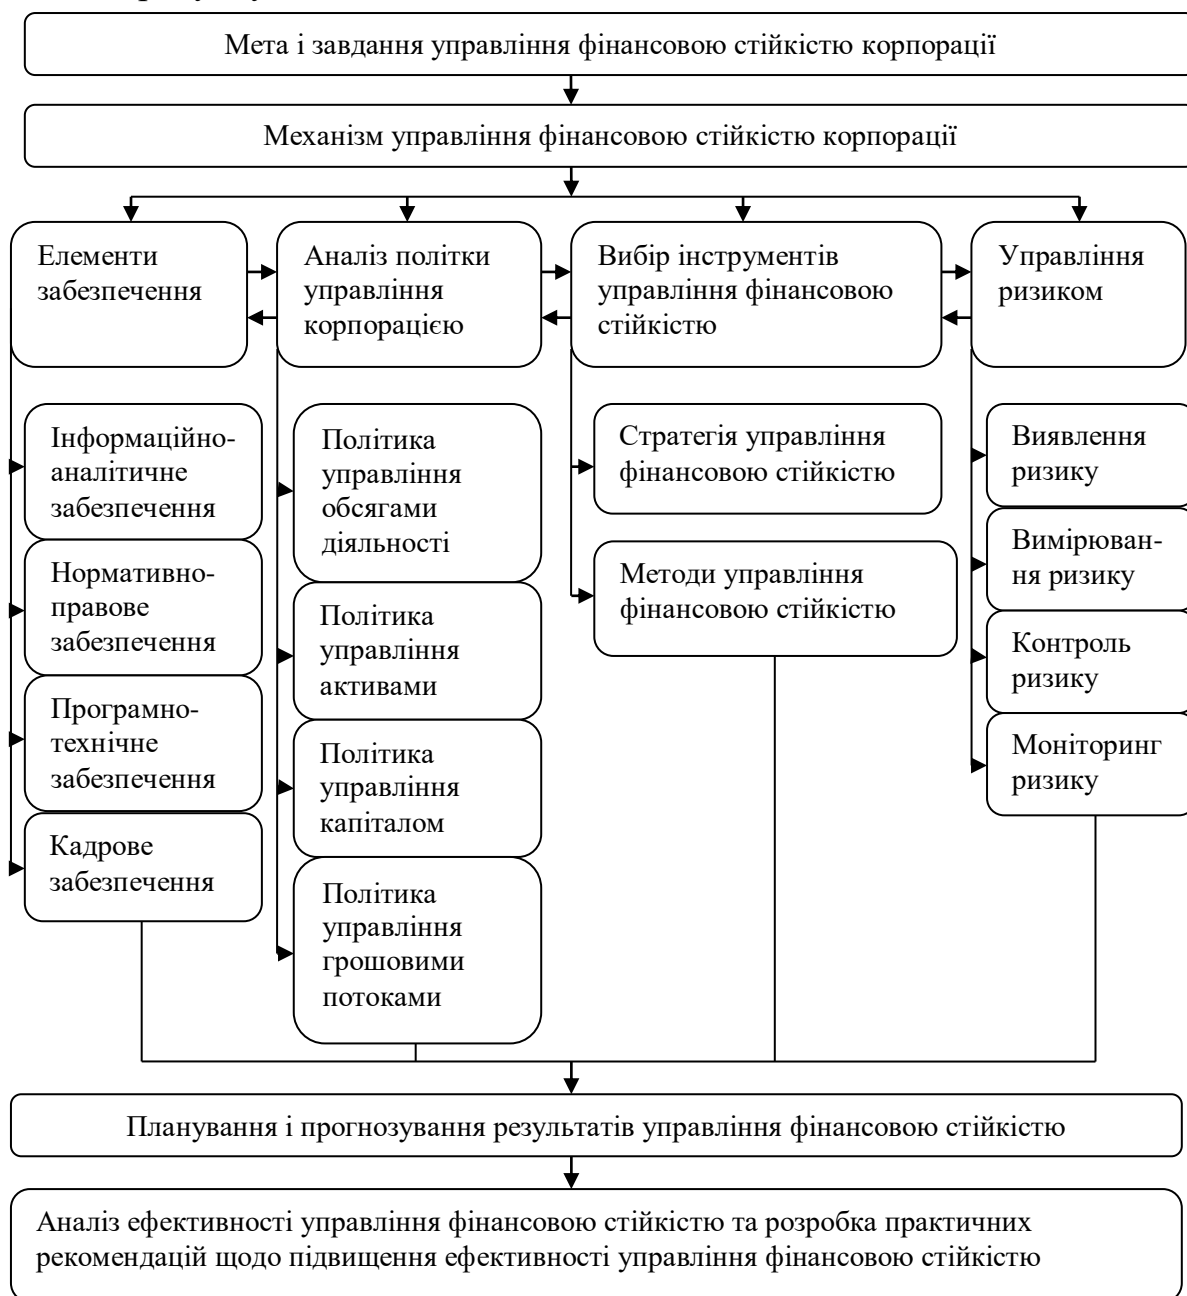 Мета і завдання управління фінансовою стійкістю корпорації
Механізм управління фінансовою стійкістю корпорації
Елементи
забезпечення
Аналіз політки
управління
корпорацією
Вибір інструментів
управління фінансовою
стійкістю
Управління
ризиком
Інформаційно-
аналітичне
забезпечення
Нормативно-
правове
забезпечення
Програмно-
технічне
забезпечення
Кадрове
забезпечення
Політика
управління
обсягами
діяльності
Політика
управління
активами
Політика
управління
капіталом
Політика
управління
грошовими
потоками
Стратегія управління
фінансовою стійкістю
Методи управління
фінансовою стійкістю
Виявлення
ризику
Вимірюван-
ня ризику
Контроль
ризику
Моніторинг
ризику
Планування і прогнозування результатів управління фінансовою стійкістю
Аналіз ефективності управління фінансовою стійкістю та розробка практичних
рекомендацій щодо підвищення ефективності управління фінансовою стійкістю